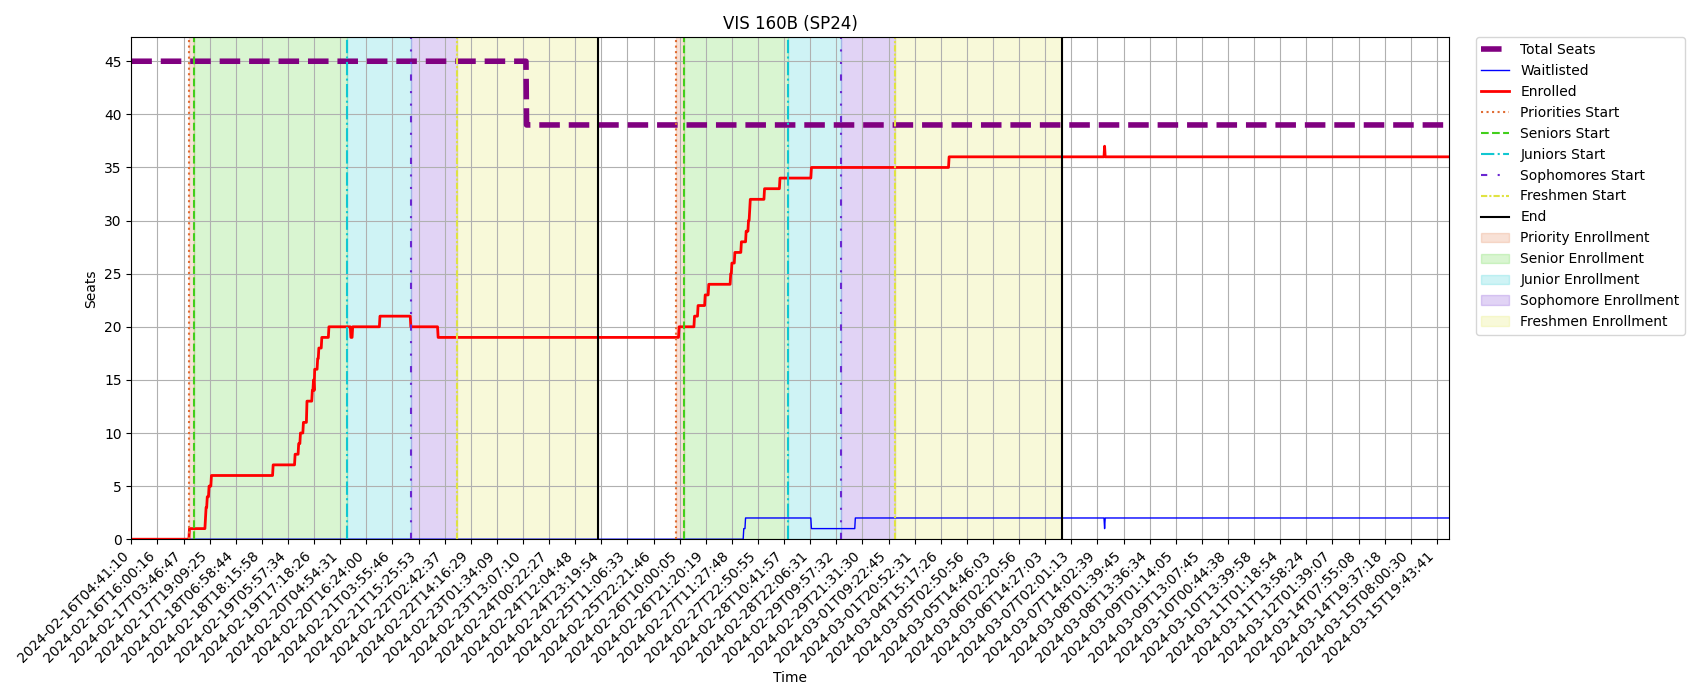 VIS 160B (SP24)
Seats
45
40
35
30
25
20
15
10
5
0
2024-02-16T04:41:10
2024-02-16T16:00:16
2024-02-17T03:46:47
2024-02-17T19:09:25
2024-02-18T06:58:44
2024-02-18T18:15:58
2024-02-19T05:57:34
2024-02-19T17:18:26
2024-02-20T04:54:31
2024-02-20T16:24:00
2024-02-21T03:55:46
2024-02-21T15:25:53
2024-02-22T02:42:37
2024-02-22T14:16:29
2024-02-23T01:34:09
2024-02-23T13:07:10
2024-02-24T00:22:27
2024-02-24T12:04:48
2024-02-24T23:19:54
2024-02-25T11:06:33
2024-02-25T22:21:46
2024-02-26T10:00:05
2024-02-26T21:20:19
2024-02-27T11:27:48
2024-02-27T22:50:55
2024-02-28T10:41:57
2024-02-28T22:06:31
2024-02-29T09:57:32
2024-02-29T21:31:30
2024-03-01T09:22:45
2024-03-01T20:52:31
2024-03-04T15:17:26
2024-03-05T02:50:56
2024-03-05T14:46:03
2024-03-06T02:20:56
2024-03-06T14:27:03
2024-03-07T02:01:13
2024-03-07T14:02:39
2024-03-08T01:39:45
2024-03-08T13:36:34
2024-03-09T01:14:05
2024-03-09T13:07:45
2024-03-10T00:44:38
2024-03-10T13:39:58
2024-03-11T01:18:54
2024-03-11T13:58:24
2024-03-12T01:39:07
2024-03-14T07:55:08
2024-03-14T19:37:18
2024-03-15T08:00:30
2024-03-15T19:43:41
Time
Total Seats
Waitlisted
Enrolled
Priorities Start
Seniors Start
Juniors Start
Sophomores Start
Freshmen Start
End
Priority Enrollment
Senior Enrollment
Junior Enrollment
Sophomore Enrollment
Freshmen Enrollment